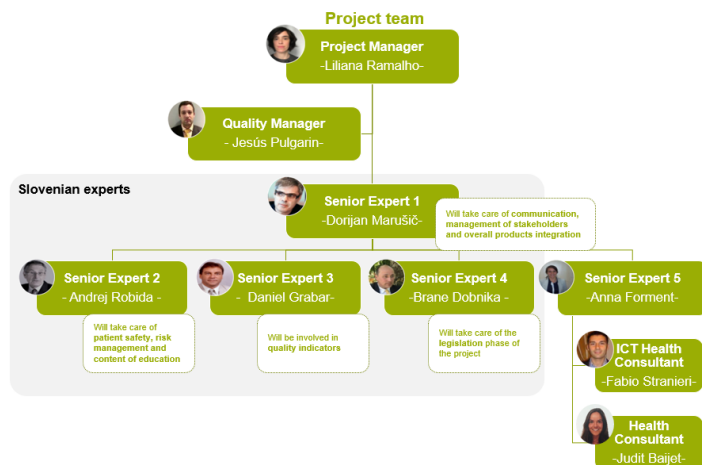 Project team
Project Manager
-Liliana Ramalho-
Quality Manager
- Jesús Pulgarin-
Slovenian experts
Senior Expert 1
-Dorijan Marušič-
Will take care of communication,
management of stakeholders
and overall products integration
Senior Expert 2
- Andrej Robida -
Senior Expert 3
- Daniel Grabar-
Senior Expert 4
-Brane Dobnika -
Senior Expert 5
- Anna Forment-
Will take care of
patient safety, risk
management and
content of education
Will be involved in
quality indicators
Will take care of the
legislation phase of
the project
ICT Health
Consultant
-Fabio Stranieri-
Health
Consultant
-Judit Baijet-